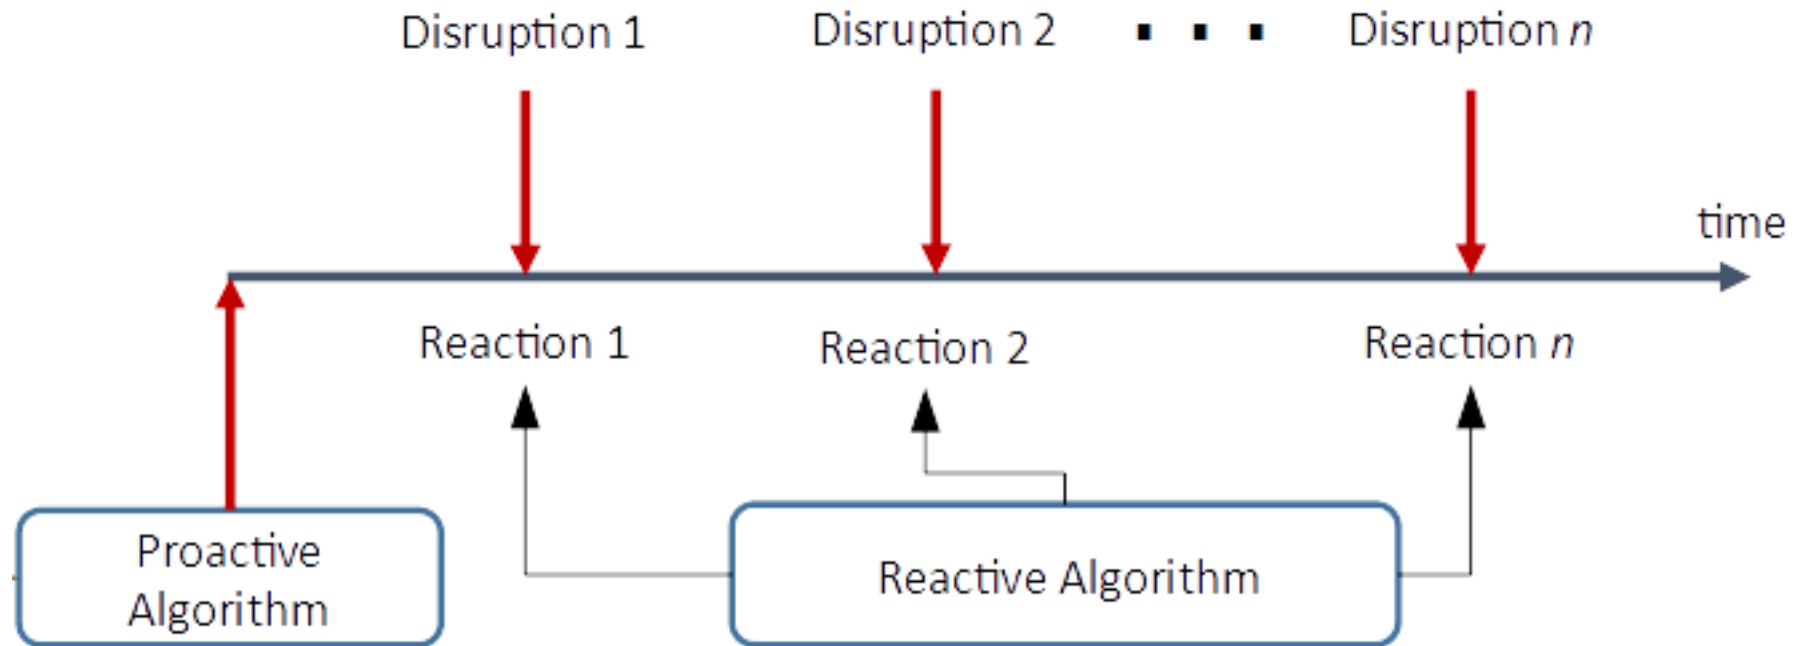 Disruption 1
Disruption 2
Disruption n
time
Reaction 1
Reaction 2
Reaction n
Proactive
Algorithm
Reactive Algorithm